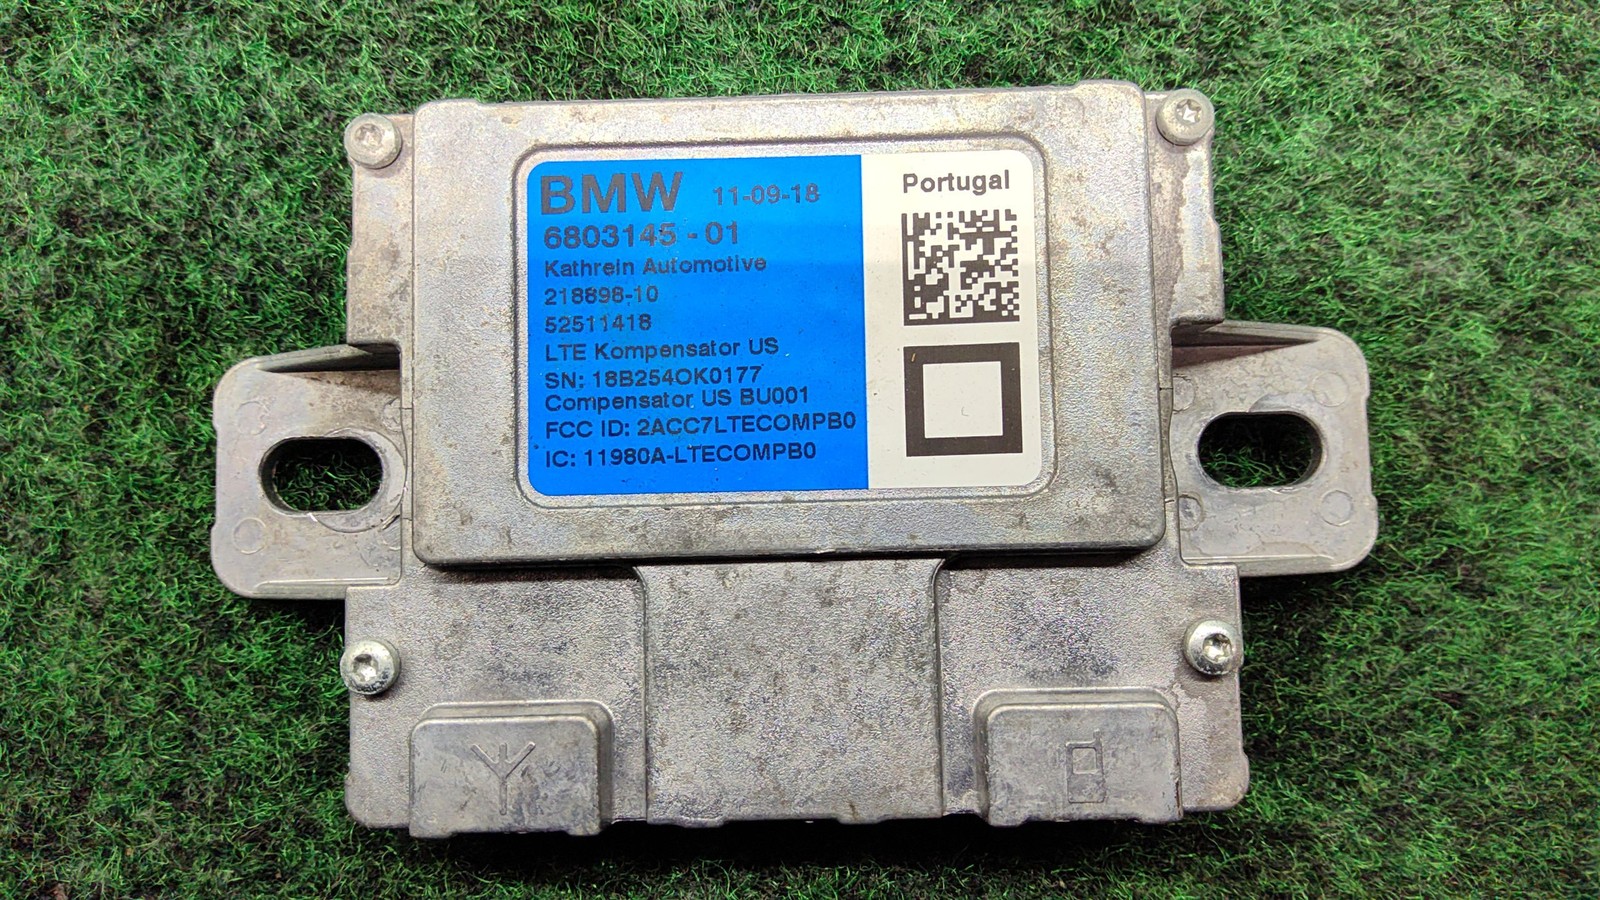 BMW 11-09-18
6803145 - 01
Kathrein Automotive
218898-10
52511418
LTE Kompensator US
SN: 18B254OK0177
Compensator US BU001
FCC ID: 2ACC7LTECOMPB0
IC: 11980A-LTECOMPB0
Portugal